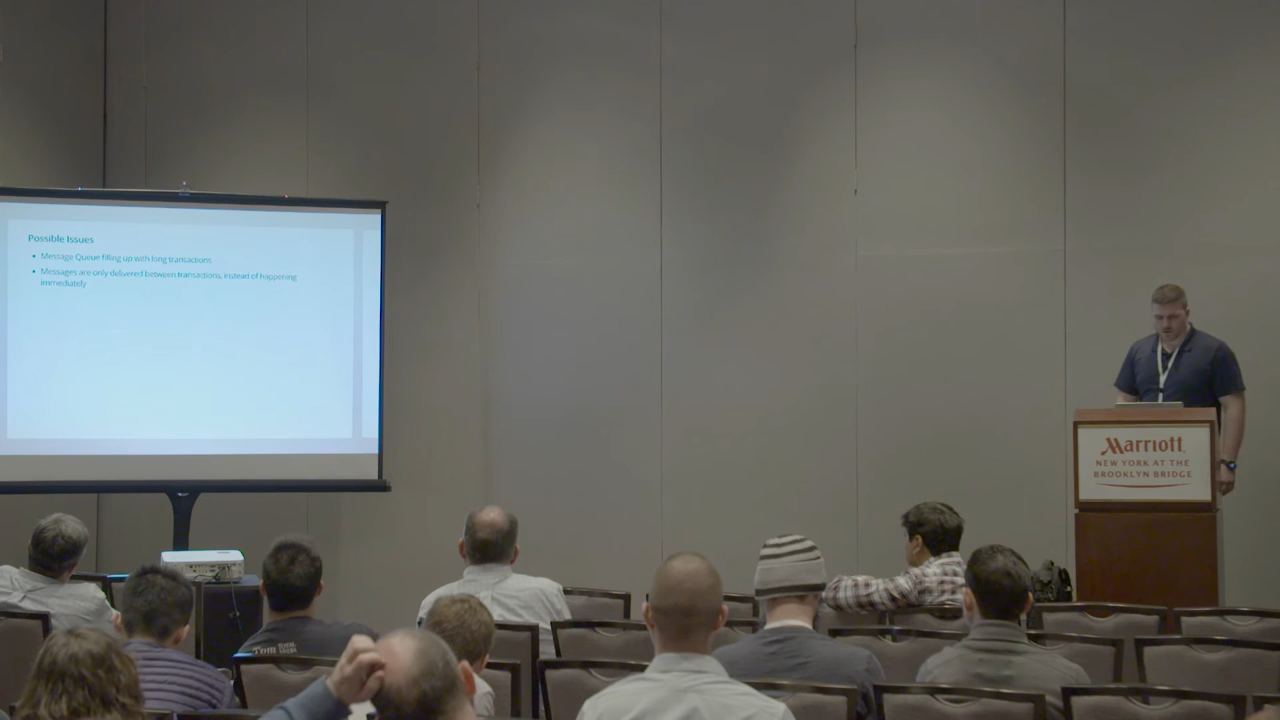 Possible Issues
• Message Queue filling up with long transactions
• Messages are only delivered between transactions, instead of happening
immediately
Marriott
NEW YORK AT THE
BROOKLYN BRIDGE